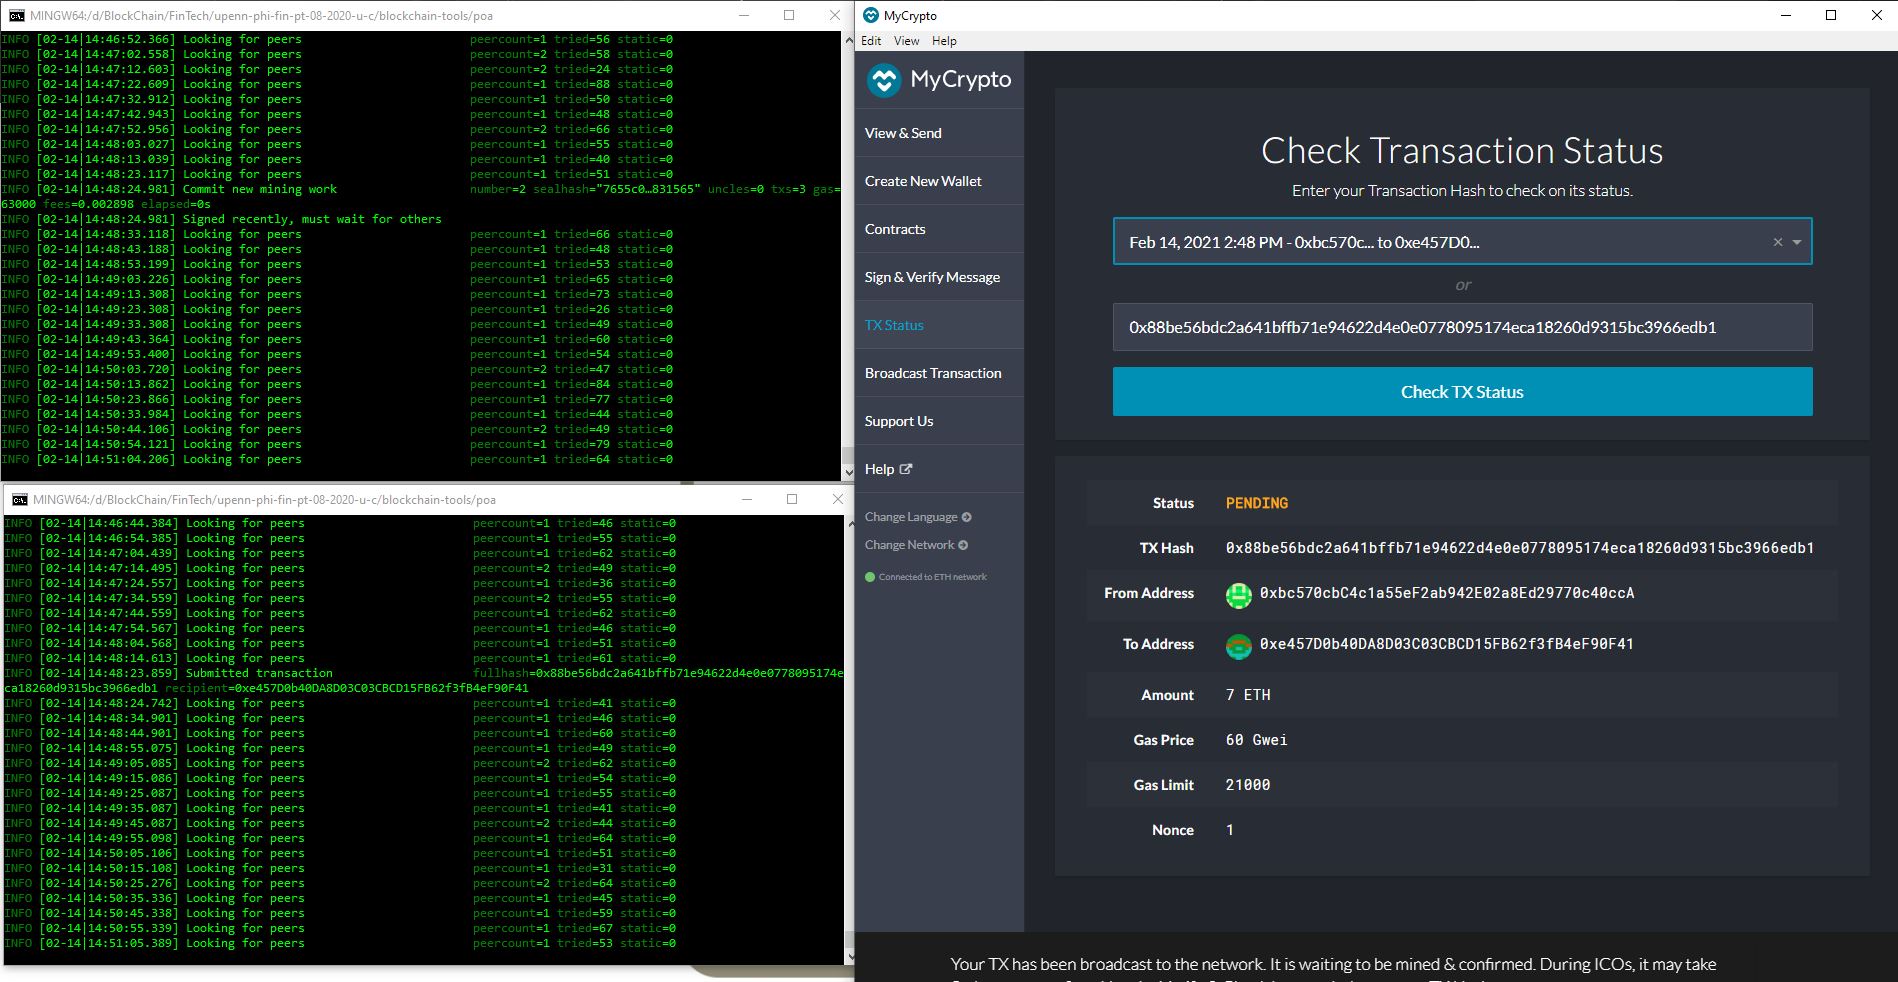 MINGW64:/d/BlockChain/FinTech/upenn-phi-fin-pt-08-2020-u-c/blockchain-tools/poa
INFO [02-14|14:46:52.366] Looking for peers peercount=1 tried=56 static=0
INFO [02-14|14:47:02.558] Looking for peers peercount=2 tried=58 static=0
INFO [02-14|14:47:12.603] Looking for peers peercount=2 tried=24 static=0
INFO [02-14|14:47:22.609] Looking for peers peercount=1 tried=88 static=0
INFO [02-14|14:47:32.912] Looking for peers peercount=1 tried=50 static=0
INFO [02-14|14:47:42.943] Looking for peers peercount=1 tried=48 static=0
INFO [02-14|14:47:52.956] Looking for peers peercount=2 tried=66 static=0
INFO [02-14|14:48:03.027] Looking for peers peercount=1 tried=55 static=0
INFO [02-14|14:48:13.039] Looking for peers peercount=1 tried=40 static=0
INFO [02-14|14:48:23.117] Looking for peers peercount=1 tried=51 static=0
INFO [02-14|14:48:24.981] Commit new mining work number=2 sealhash="7655c0…831565" uncles=0 txs=3 gas=
63000 fees=0.002898 elapsed=0s
INFO [02-14|14:48:24.981] Signed recently, must wait for others
INFO [02-14|14:48:33.118] Looking for peers peercount=1 tried=66 static=0
INFO [02-14|14:48:43.188] Looking for peers peercount=1 tried=48 static=0
INFO [02-14|14:48:53.199] Looking for peers peercount=1 tried=53 static=0
INFO [02-14|14:49:03.226] Looking for peers peercount=1 tried=65 static=0
INFO [02-14|14:49:13.308] Looking for peers peercount=1 tried=73 static=0
INFO [02-14|14:49:23.308] Looking for peers peercount=1 tried=26 static=0
INFO [02-14|14:49:33.308] Looking for peers peercount=1 tried=49 static=0
INFO [02-14|14:49:43.364] Looking for peers peercount=1 tried=60 static=0
INFO [02-14|14:49:53.400] Looking for peers peercount=1 tried=54 static=0
INFO [02-14|14:50:03.720] Looking for peers peercount=2 tried=47 static=0
INFO [02-14|14:50:13.862] Looking for peers peercount=1 tried=84 static=0
INFO [02-14|14:50:23.866] Looking for peers peercount=1 tried=77 static=0
INFO [02-14|14:50:33.984] Looking for peers peercount=1 tried=44 static=0
INFO [02-14|14:50:44.106] Looking for peers peercount=2 tried=49 static=0
INFO [02-14|14:50:54.121] Looking for peers peercount=1 tried=79 static=0
INFO [02-14|14:51:04.206] Looking for peers peercount=1 tried=64 static=0
MINGW64:/d/BlockChain/FinTech/upenn-phi-fin-pt-08-2020-u-c/blockchain-tools/poa
INFO [02-14|14:46:44.384] Looking for peers peercount=1 tried=46 static=0
INFO [02-14|14:46:54.385] Looking for peers peercount=1 tried=55 static=0
INFO [02-14|14:47:04.439] Looking for peers peercount=1 tried=62 static=0
INFO [02-14|14:47:14.495] Looking for peers peercount=2 tried=49 static=0
INFO [02-14|14:47:24.557] Looking for peers peercount=1 tried=36 static=0
INFO [02-14|14:47:34.559] Looking for peers peercount=2 tried=55 static=0
INFO [02-14|14:47:44.559] Looking for peers peercount=1 tried=62 static=0
INFO [02-14|14:47:54.567] Looking for peers peercount=1 tried=46 static=0
INFO [02-14|14:48:04.568] Looking for peers peercount=1 tried=51 static=0
INFO [02-14|14:48:14.613] Looking for peers peercount=1 tried=61 static=0
INFO [02-14|14:48:23.859] Submitted transaction fullhash=0x88be56bdc2a641bffb71e94622d4e0e0778095174e
ca18260d9315bc3966edb1 recipient=0xe457D0b40DA8D03C03CBCD15FB62f3fB4eF90F41
INFO [02-14|14:48:24.742] Looking for peers peercount=1 tried=41 static=0
INFO [02-14|14:48:34.901] Looking for peers peercount=1 tried=46 static=0
INFO [02-14|14:48:44.901] Looking for peers peercount=1 tried=60 static=0
INFO [02-14|14:48:55.075] Looking for peers peercount=1 tried=49 static=0
INFO [02-14|14:49:05.085] Looking for peers peercount=2 tried=62 static=0
INFO [02-14|14:49:15.086] Looking for peers peercount=1 tried=54 static=0
INFO [02-14|14:49:25.087] Looking for peers peercount=1 tried=55 static=0
INFO [02-14|14:49:35.087] Looking for peers peercount=1 tried=41 static=0
INFO [02-14|14:49:45.087] Looking for peers peercount=2 tried=44 static=0
INFO [02-14|14:49:55.098] Looking for peers peercount=1 tried=64 static=0
INFO [02-14|14:50:05.106] Looking for peers peercount=1 tried=51 static=0
INFO [02-14|14:50:15.108] Looking for peers peercount=1 tried=31 static=0
INFO [02-14|14:50:25.276] Looking for peers peercount=2 tried=64 static=0
INFO [02-14|14:50:35.336] Looking for peers peercount=1 tried=45 static=0
INFO [02-14|14:50:45.338] Looking for peers peercount=1 tried=59 static=0
INFO [02-14|14:50:55.339] Looking for peers peercount=1 tried=67 static=0
INFO [02-14|14:51:05.389] Looking for peers peercount=1 tried=53 static=0
MyCrypto
Edit View Help
MyCrypto
View & Send
Create New Wallet
Contracts
Sign & Verify Message
TX Status
Broadcast Transaction
Support Us
Help
Change Language
Change Network
Connected to ETH network
Check Transaction Status
Enter your Transaction Hash to check on its status.
Feb 14, 2021 2:48 PM - 0xbc570c... to 0xe457D0...
or
0x88be56bdc2a641bffb71e94622d4e0e0778095174eca18260d9315bc3966edb1
Check TX Status
Status PENDING
TX Hash 0x88be56bdc2a641bffb71e94622d4e0e0778095174eca18260d9315bc3966edb1
From Address 0xbc570cbC4c1a55eF2ab942E02a8Ed29770c40ccA
To Address 0xe457D0b40DA8D03C03CBCD15FB62f3fB4eF90F41
Amount 7 ETH
Gas Price 60 Gwei
Gas Limit 21000
Nonce 1
Your TX has been broadcast to the network. It is waiting to be mined & confirmed. During ICOs, it may take